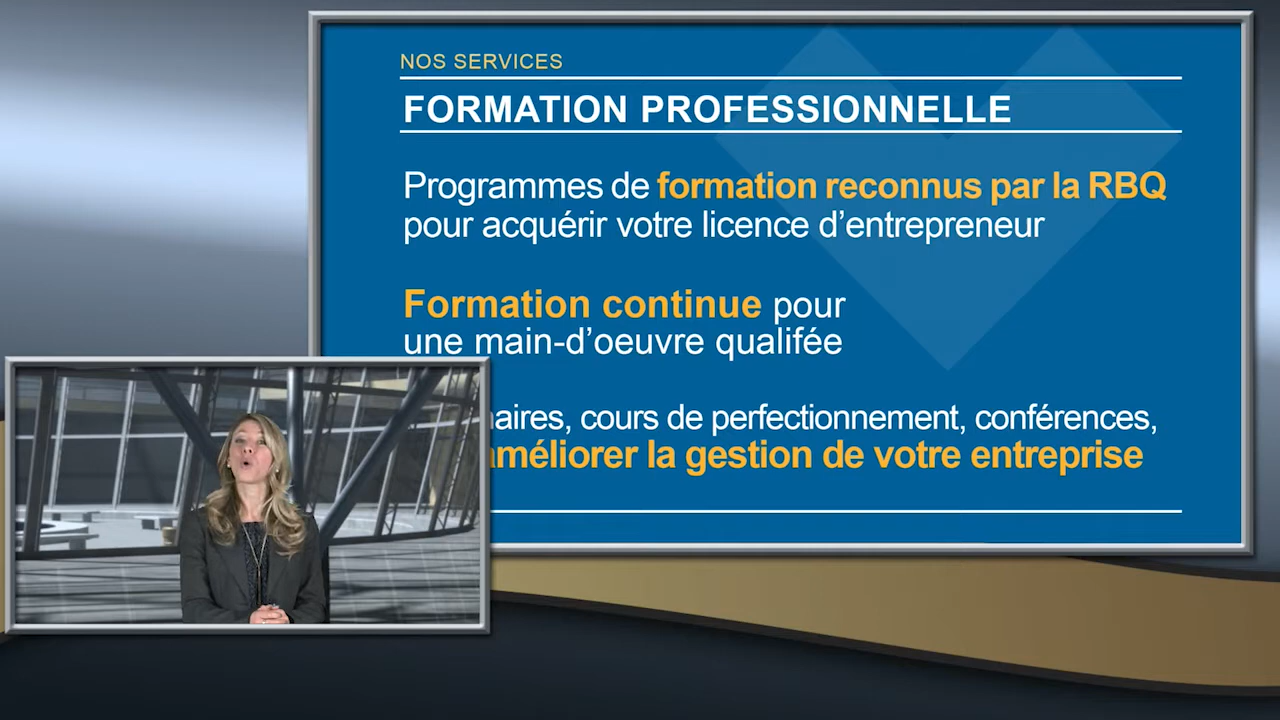 NOS SERVICES
FORMATION PROFESSIONNELLE
Programmes de formation reconnus par la RBQ
pour acquérir votre licence d’entrepreneur
Formation continue pour
une main-d’oeuvre qualifée
cours de perfectionnement, conférences,
améliorer la gestion de votre entreprise